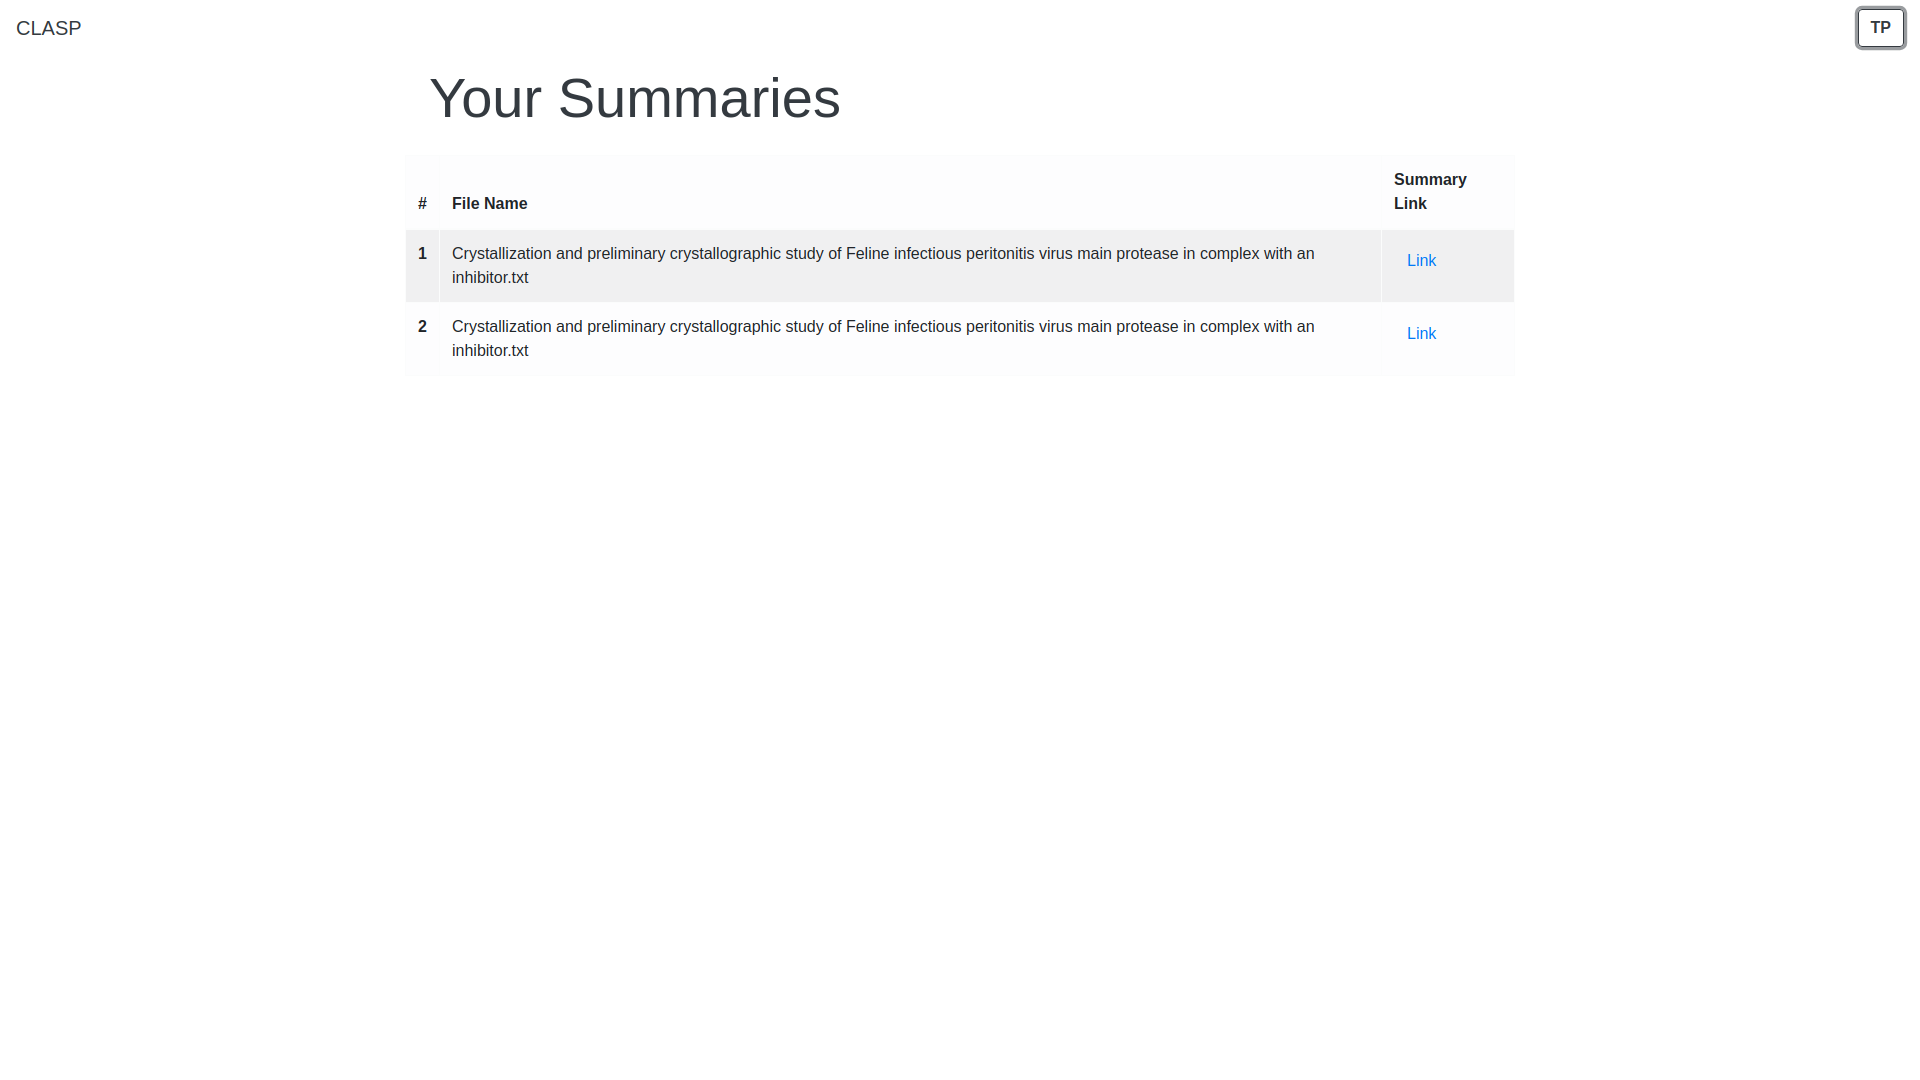 CLASP
TP
Your Summaries
# File Name Summary
Link
1 Crystallization and preliminary crystallographic study of Feline infectious peritonitis virus main protease in complex with an
inhibitor.txt
Link
2 Crystallization and preliminary crystallographic study of Feline infectious peritonitis virus main protease in complex with an
inhibitor.txt
Link